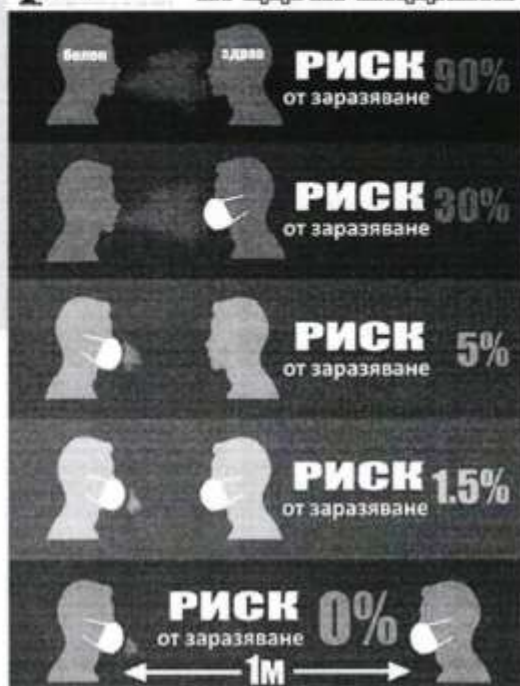 болен
здрав
РИСК 90%
от заразяване
РИСК 30%
от заразяване
РИСК 5%
от заразяване
РИСК 1.5%
от заразяване
РИСК 0%
от заразяване
1М